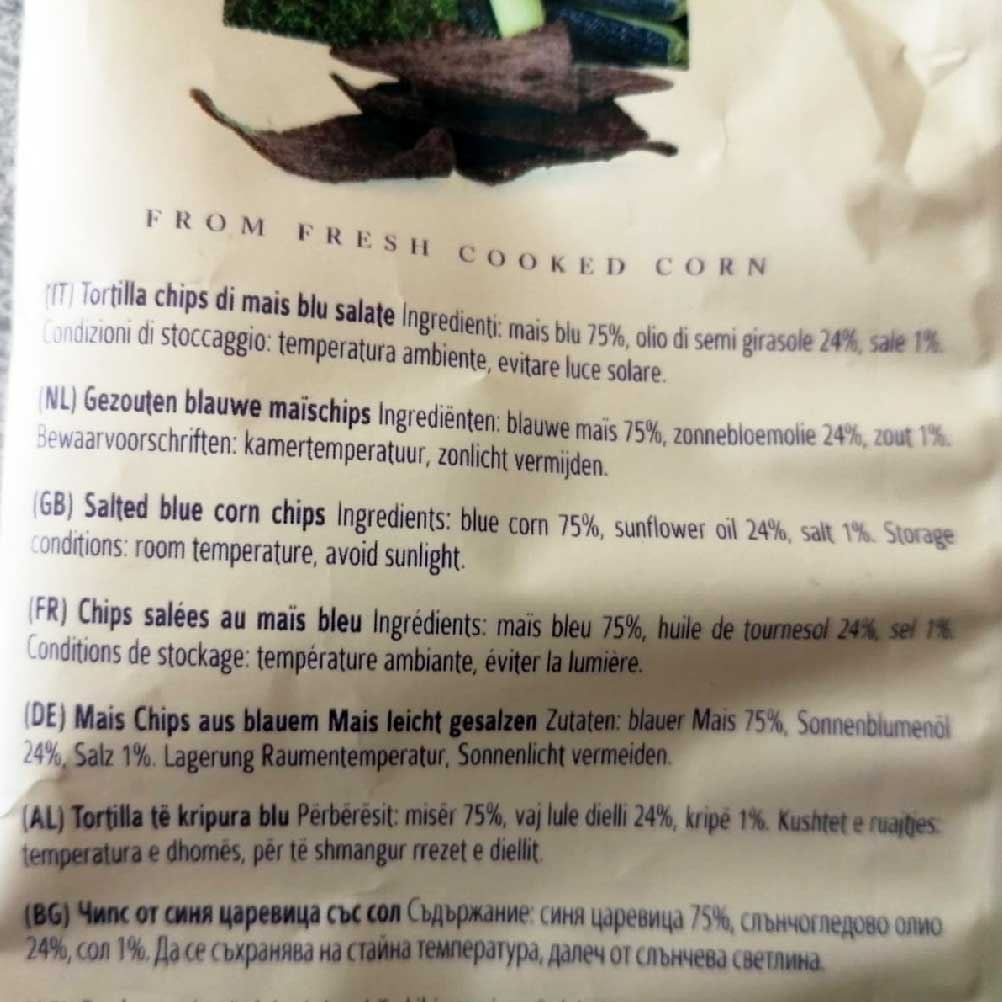 FROM FRESH COOKED CORN
(IT) Tortilla chips di mais blu salate Ingredienti: mais blu 75%, olio di semi girasole 24%, sale 1%.
Condizioni di stoccaggio: temperatura ambiente, evitare luce solare.
(NL) Gezouten blauwe maïschips Ingrediënten: blauwe maïs 75%, zonnebloemolie 24%, zout 1%.
Bewaarvoorschriften: kamertemperatuur, zonlicht vermijden.
(GB) Salted blue corn chips Ingredients: blue corn 75%, sunflower oil 24%, salt 1%. Storage
conditions: room temperature, avoid sunlight.
(FR) Chips salées au maïs bleu Ingrédients: maïs bleu 75%, huile de tournesol 24%, sel 1%.
Conditions de stockage: température ambiante, éviter la lumière.
(DE) Mais Chips aus blauem Mais leicht gesalzen Zutaten: blauer Mais 75%, Sonnenblumenöl
24%, Salz 1%. Lagerung Raumentemperatur, Sonnenlicht vermeiden.
(AL) Tortilla të kripura blu Përbërësit: misër 75%, vaj lule dielli 24%, kripë 1%. Kushtet e ruajtjes:
temperatura e dhomës, për të shmangur rrezet e diellit.
(BG) Чипс от синя царевица със сол Съдържание: синя царевица 75%, слънчогледово олио
24%, сол 1%. Да се съхранява на стайна температура, далеч от слънчева светлина.